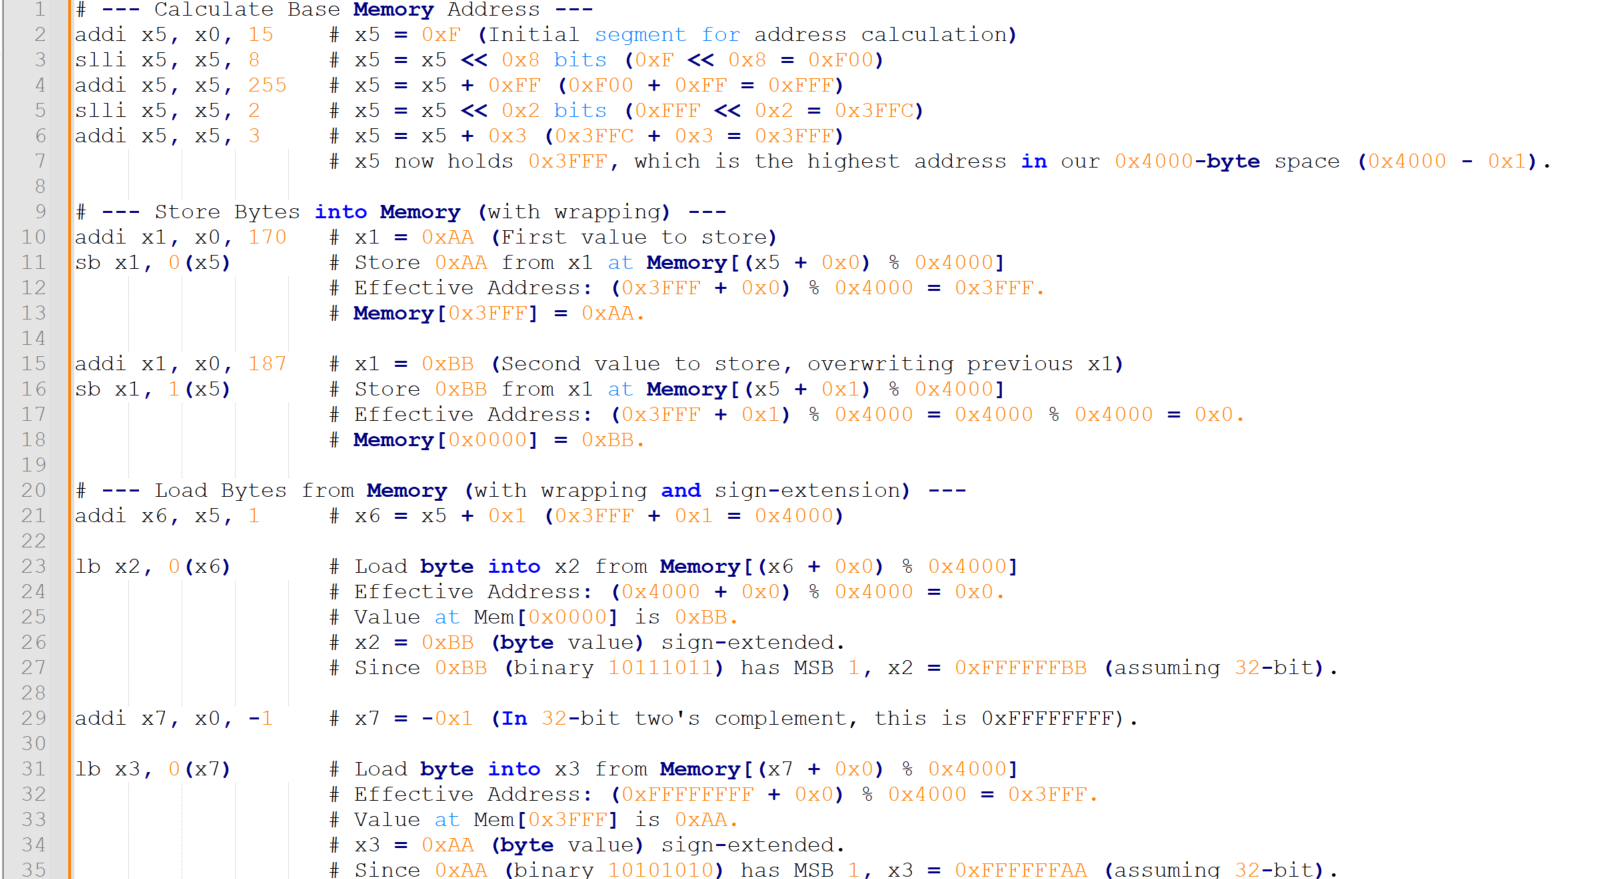 1 # --- Calculate Base Memory Address ---
2 addi x5, x0, 15 # x5 = 0xF (Initial segment for address calculation)
3 slli x5, x5, 8 # x5 = x5 << 0x8 bits (0xF << 0x8 = 0xF00)
4 addi x5, x5, 255 # x5 = x5 + 0xFF (0xF00 + 0xFF = 0xFFF)
5 slli x5, x5, 2 # x5 = x5 << 0x2 bits (0xFFF << 0x2 = 0x3FFC)
6 addi x5, x5, 3 # x5 = x5 + 0x3 (0x3FFC + 0x3 = 0x3FFF)
7 # x5 now holds 0x3FFF, which is the highest address in our 0x4000-byte space (0x4000 - 0x1).
8
9 # --- Store Bytes into Memory (with wrapping) ---
10 addi x1, x0, 170 # x1 = 0xAA (First value to store)
11 sb x1, 0(x5) # Store 0xAA from x1 at Memory[(x5 + 0x0) % 0x4000]
12 # Effective Address: (0x3FFF + 0x0) % 0x4000 = 0x3FFF.
13 # Memory[0x3FFF] = 0xAA.
14
15 addi x1, x0, 187 # x1 = 0xBB (Second value to store, overwriting previous x1)
16 sb x1, 1(x5) # Store 0xBB from x1 at Memory[(x5 + 0x1) % 0x4000]
17 # Effective Address: (0x3FFF + 0x1) % 0x4000 = 0x4000 % 0x4000 = 0x0.
18 # Memory[0x0000] = 0xBB.
19
20 # --- Load Bytes from Memory (with wrapping and sign-extension) ---
21 addi x6, x5, 1 # x6 = x5 + 0x1 (0x3FFF + 0x1 = 0x4000)
22
23 lb x2, 0(x6) # Load byte into x2 from Memory[(x6 + 0x0) % 0x4000]
24 # Effective Address: (0x4000 + 0x0) % 0x4000 = 0x0.
25 # Value at Mem[0x0000] is 0xBB.
26 # x2 = 0xBB (byte value) sign-extended.
27 # Since 0xBB (binary 10111011) has MSB 1, x2 = 0xFFFFFFBB (assuming 32-bit).
28
29 addi x7, x0, -1 # x7 = -0x1 (In 32-bit two's complement, this is 0xFFFFFFFF).
30
31 lb x3, 0(x7) # Load byte into x3 from Memory[(x7 + 0x0) % 0x4000]
32 # Effective Address: (0xFFFFFFFF + 0x0) % 0x4000 = 0x3FFF.
33 # Value at Mem[0x3FFF] is 0xAA.
34 # x3 = 0xAA (byte value) sign-extended.
35 # Since 0xAA (binary 10101010) has MSB 1, x3 = 0xFFFFFFAA (assuming 32-bit).